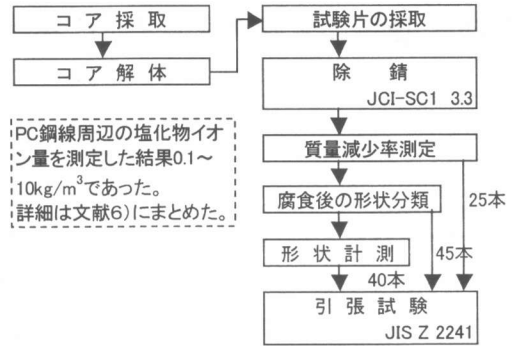 コア採取
コア解体
PC鋼線周辺の塩化物イオ
ン量を測定した結果0.1～
10kg/m³であった。
詳細は文献6)にまとめた。
試験片の採取
除錆
JCI-SC1 3.3
質量減少率測定
腐食後の形状分類
25本
形状計測
45本
40本
引張試験
JIS Z 2241